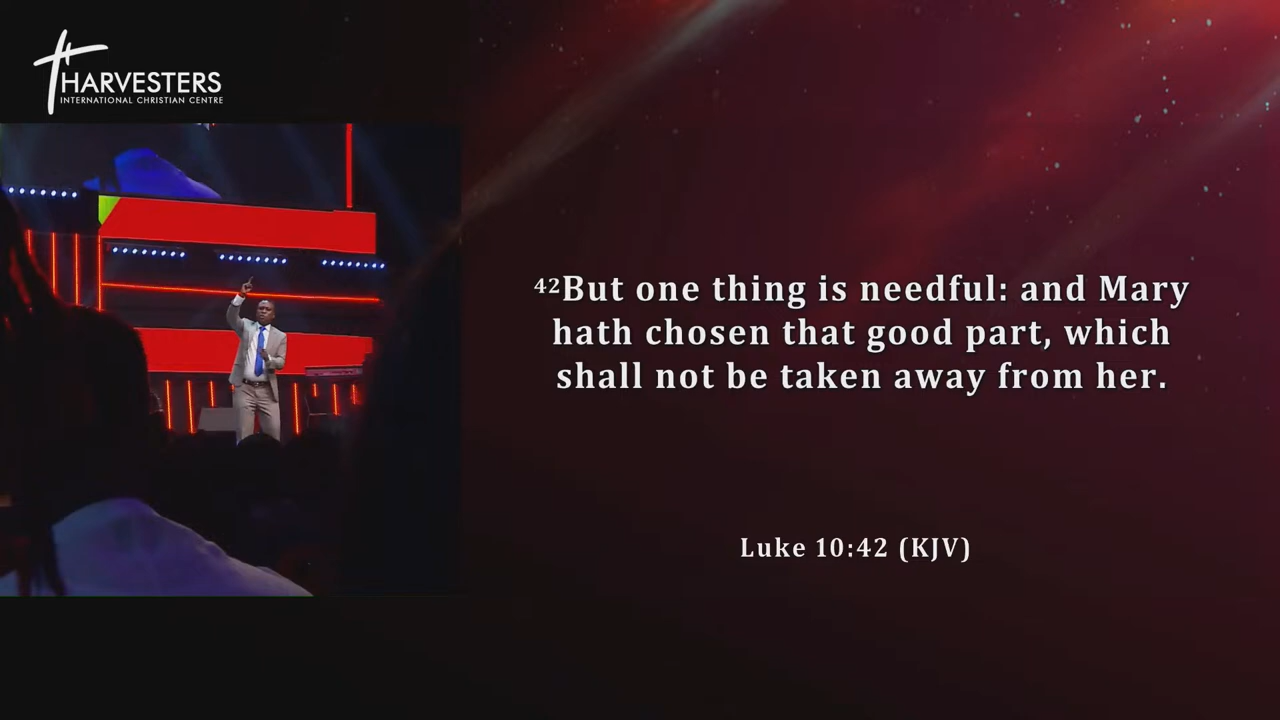 HARVESTERS
INTERNATIONAL CHRISTIAN CENTRE
⁴²But one thing is needful: and Mary
hath chosen that good part, which
shall not be taken away from her.
Luke 10:42 (KJV)